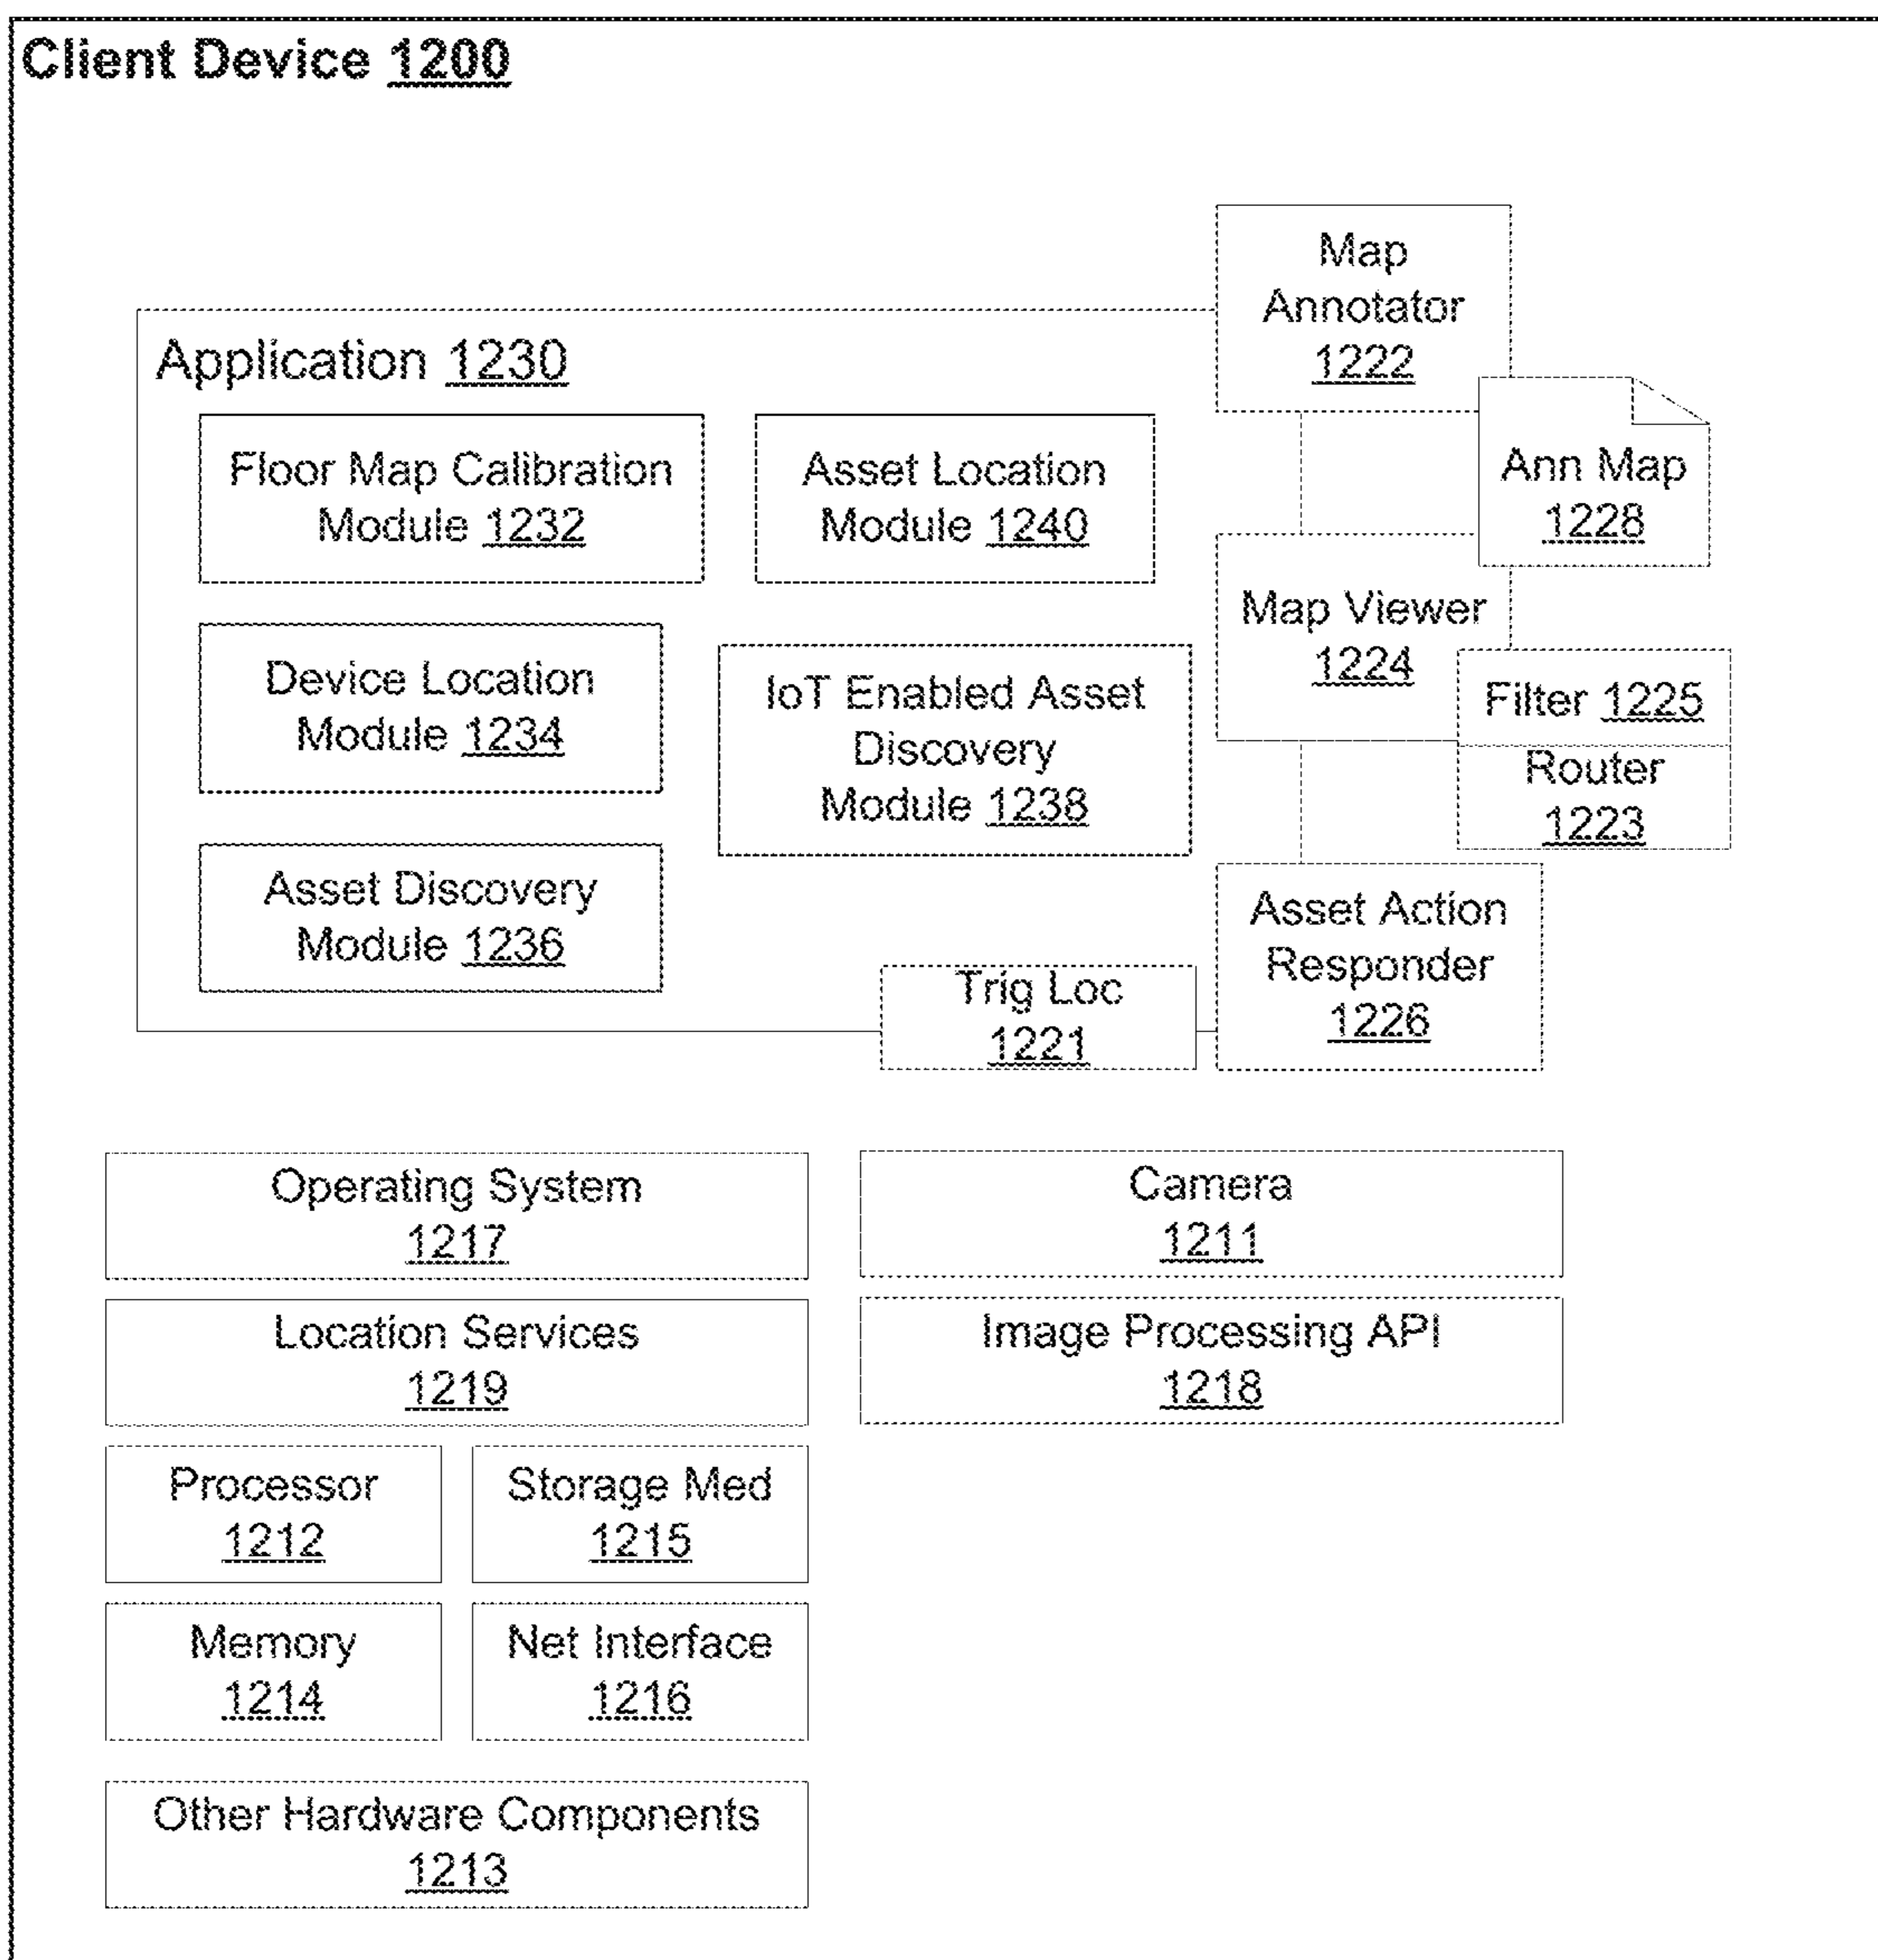 Client Device 1200
Map
Annotator
1222
Application 1230
Ann Map
1228
Floor Map Calibration
Module 1232
Asset Location
Module 1240
Map Viewer
1224
Device Location
Module 1234
IoT Enabled Asset
Discovery
Module 1238
Filter 1225
Router
1223
Asset Discovery
Module 1236
Asset Action
Responder
1226
Trig Loc
1221
Operating System
1217
Camera
1211
Location Services
1219
Image Processing API
1218
Processor
1212
Storage Med
1215
Memory
1214
Net Interface
1216
Other Hardware Components
1213